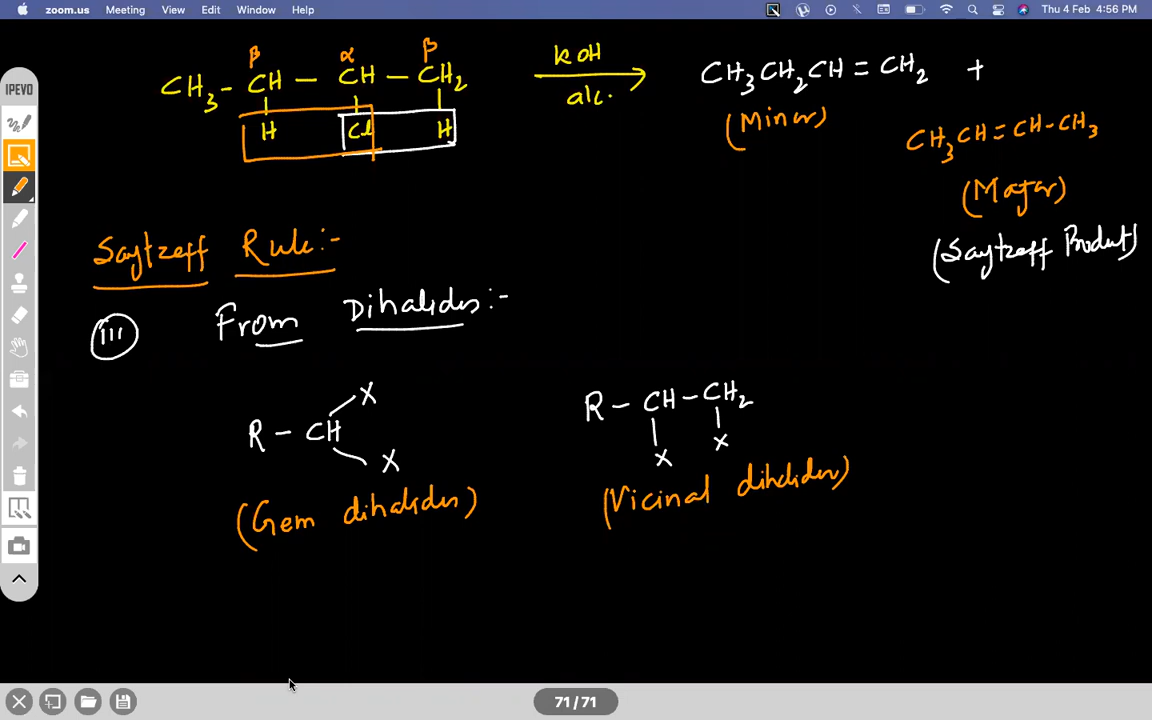 zoom.us Meeting View Edit Window Help Thu 4 Feb 4:56 PM
IPEVO
β α β
CH3 - CH - CH - CH2
H Cl H
KOH
alc.
CH3CH2CH = CH2 +
(Minor)
CH3CH = CH-CH3
(Major)
(Saytzeff Product)
Saytzeff Rule:-
(III) From Dihalides:-
R - CH
X
X
(Gem dihalides)
R - CH - CH2
X X
(Vicinal dihalides)
71/71